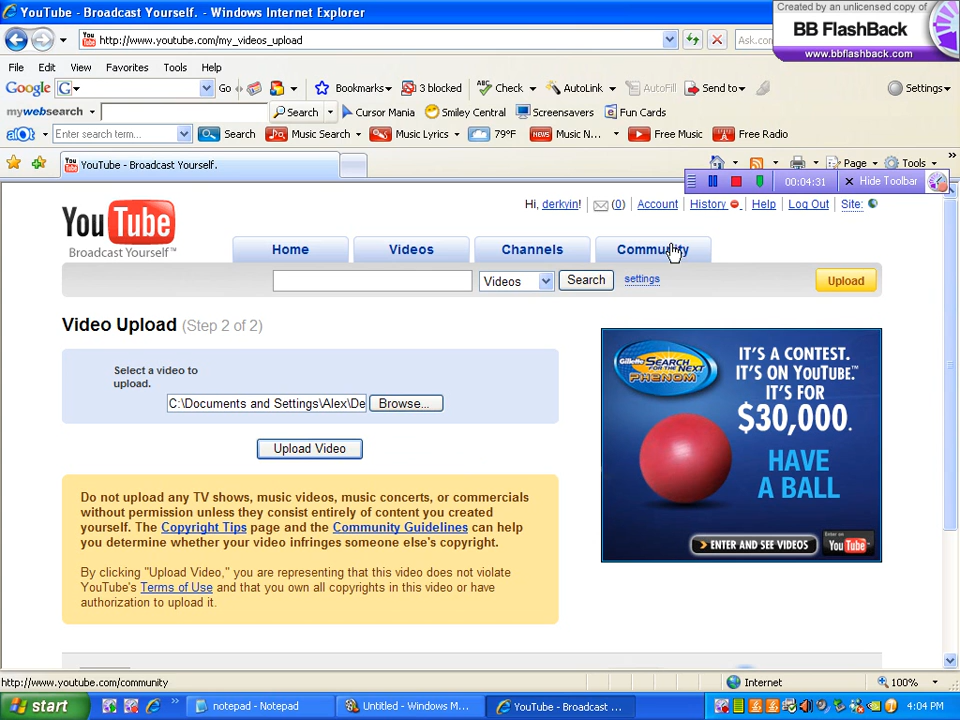 YouTube - Broadcast Yourself. - Windows Internet Explorer
Created by an unlicensed copy of
BB FlashBack
www.bbflashback.com
http://www.youtube.com/my_videos_upload
Ask.co
File Edit View Favorites Tools Help
Google G Go Bookmarks 3 blocked Check AutoLink AutoFill Send to Settings
mywebsearch Search Cursor Mania Smiley Central Screensavers Fun Cards
Enter search term... Search Music Search Music Lyrics 79°F NEWS Music N... Free Music Free Radio
YouTube - Broadcast Yourself.
Page Tools
00:04:31 Hide Toolbar
Hi, derkvin! (0) Account History Help Log Out Site:
YouTube
Broadcast Yourself™
Home Videos Channels Community
Videos Search settings Upload
Video Upload (Step 2 of 2)
Select a video to
upload.
C:\Documents and Settings\Alex\De Browse...
Upload Video
Do not upload any TV shows, music videos, music concerts, or commercials
without permission unless they consist entirely of content you created
yourself. The Copyright Tips page and the Community Guidelines can help
you determine whether your video infringes someone else's copyright.
By clicking "Upload Video," you are representing that this video does not violate
YouTube's Terms of Use and that you own all copyrights in this video or have
authorization to upload it.
Gillette
SEARCH
FOR THE NEXT
PHENOM
IT'S A CONTEST.
IT'S ON YOUTUBE.™
IT'S FOR
$30,000.
HAVE
A BALL
ENTER AND SEE VIDEOS
YouTube
http://www.youtube.com/community
Internet 100%
start notepad - Notepad Untitled - Windows M... YouTube - Broadcast ... 4:04 PM